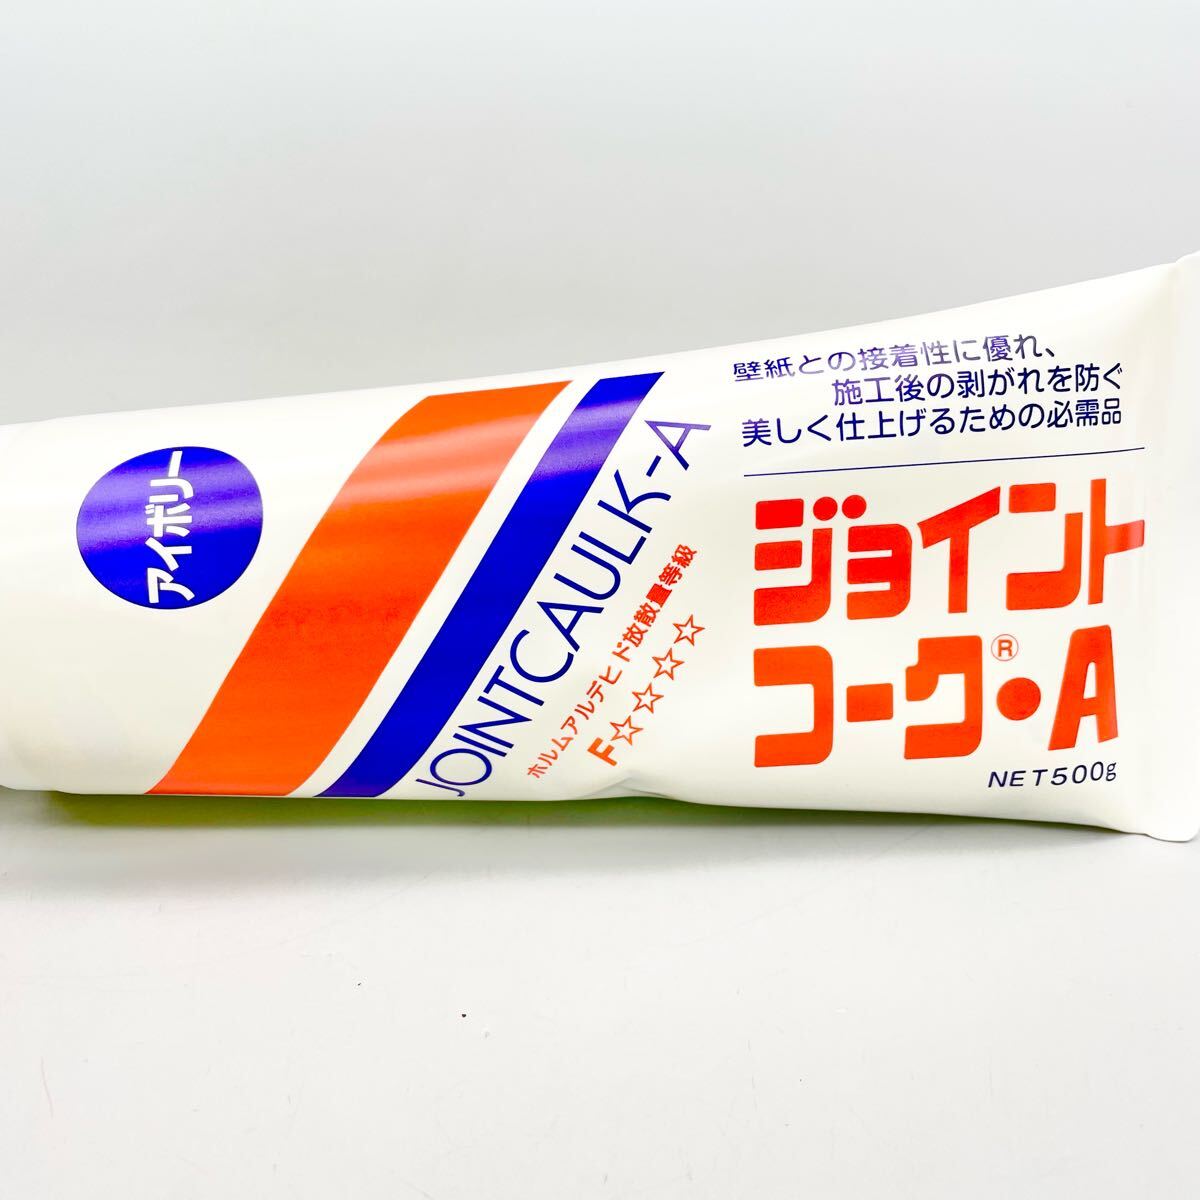 アイボリー
JOINTCAULK-A
ホルムアルデヒド放散量等級
F☆☆☆☆
壁紙との接着性に優れ、
施工後の剥がれを防ぐ
美しく仕上げるための必需品
ジョイント
コーク®・A
NET500g